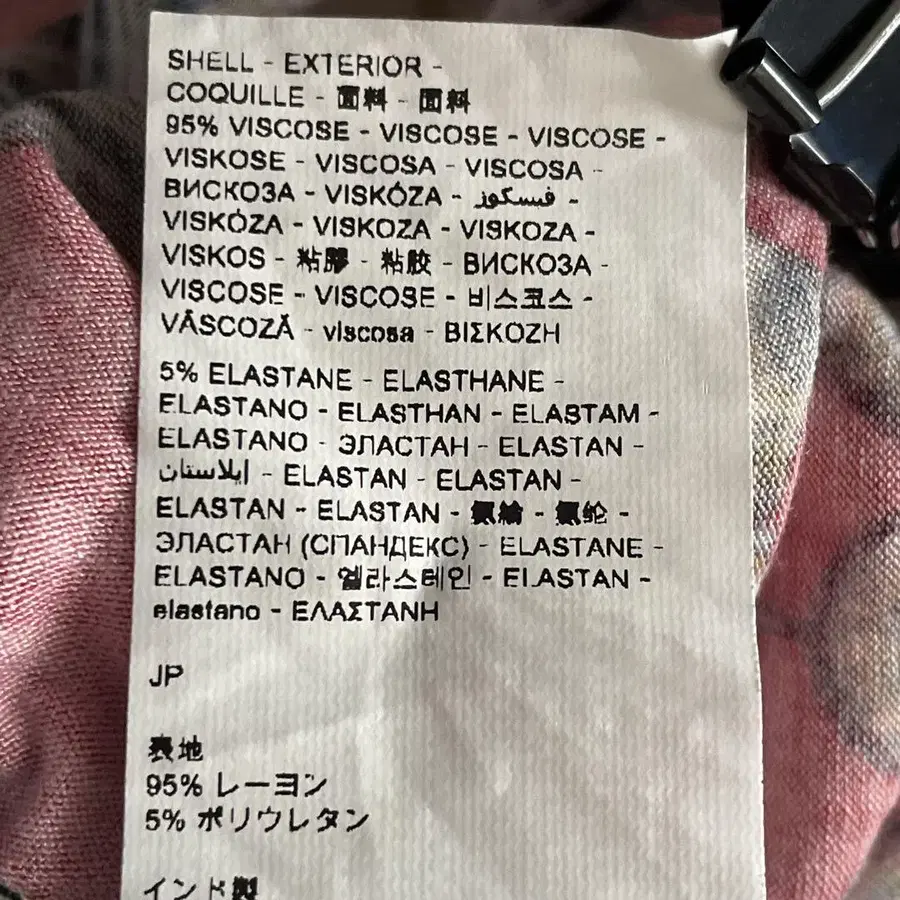 SHELL - EXTERIOR -
COQUILLE - 面料 - 面料
95% VISCOSE - VISCOSE - VISCOSE -
VISKOSE - VISCOSA - VISCOSA -
ВИСКОЗА - VISKÓZA - فسكوز -
VISKÓZA - VISKOZA - VISKOZA -
VISKOS - 粘膠 - 粘胶 - ВИСКОЗА -
VISCOSE - VISCOSE - 비스코스 -
VÂSCOZĂ - viscosa - ΒΙΣΚΟΖΗ
5% ELASTANE - ELASTHANE -
ELASTANO - ELASTHAN - ELASTAM -
ELASTANO - ЭЛАСТАН - ELASTAN -
ايلاستان - ELASTAN - ELASTAN -
ELASTAN - ELASTAN - 氨綸 - 氨纶 -
ЭЛАСТАН (СПАНДЕКС) - ELASTANE -
ELASTANO - 엘라스테인 - ELASTAN -
elastano - ΕΛΑΣΤΑΝΗ
JP
表地
95% レーヨン
5% ポリウレタン
インド製